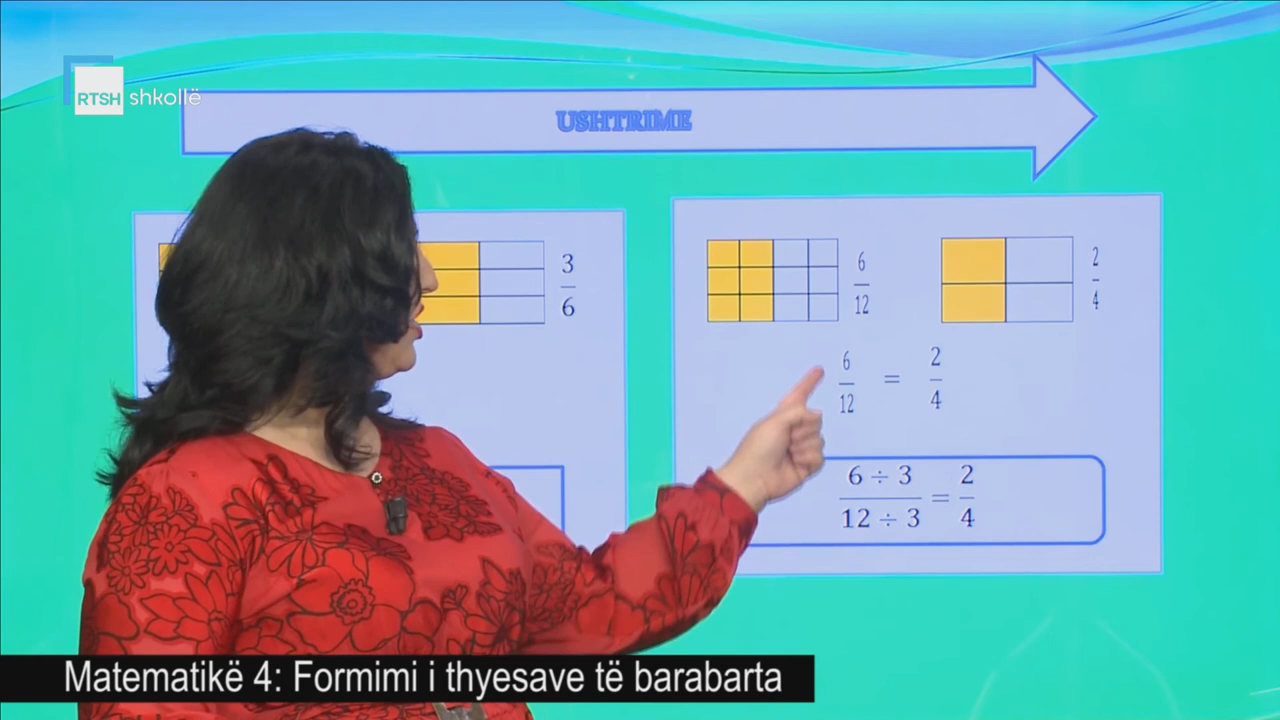 RTSH shkollë
USHTRIME
3
6
6
12
2
4
6
12
=
2
4
6 ÷ 3
12 ÷ 3
=
2
4
Matematikë 4: Formimi i thyesave të barabarta